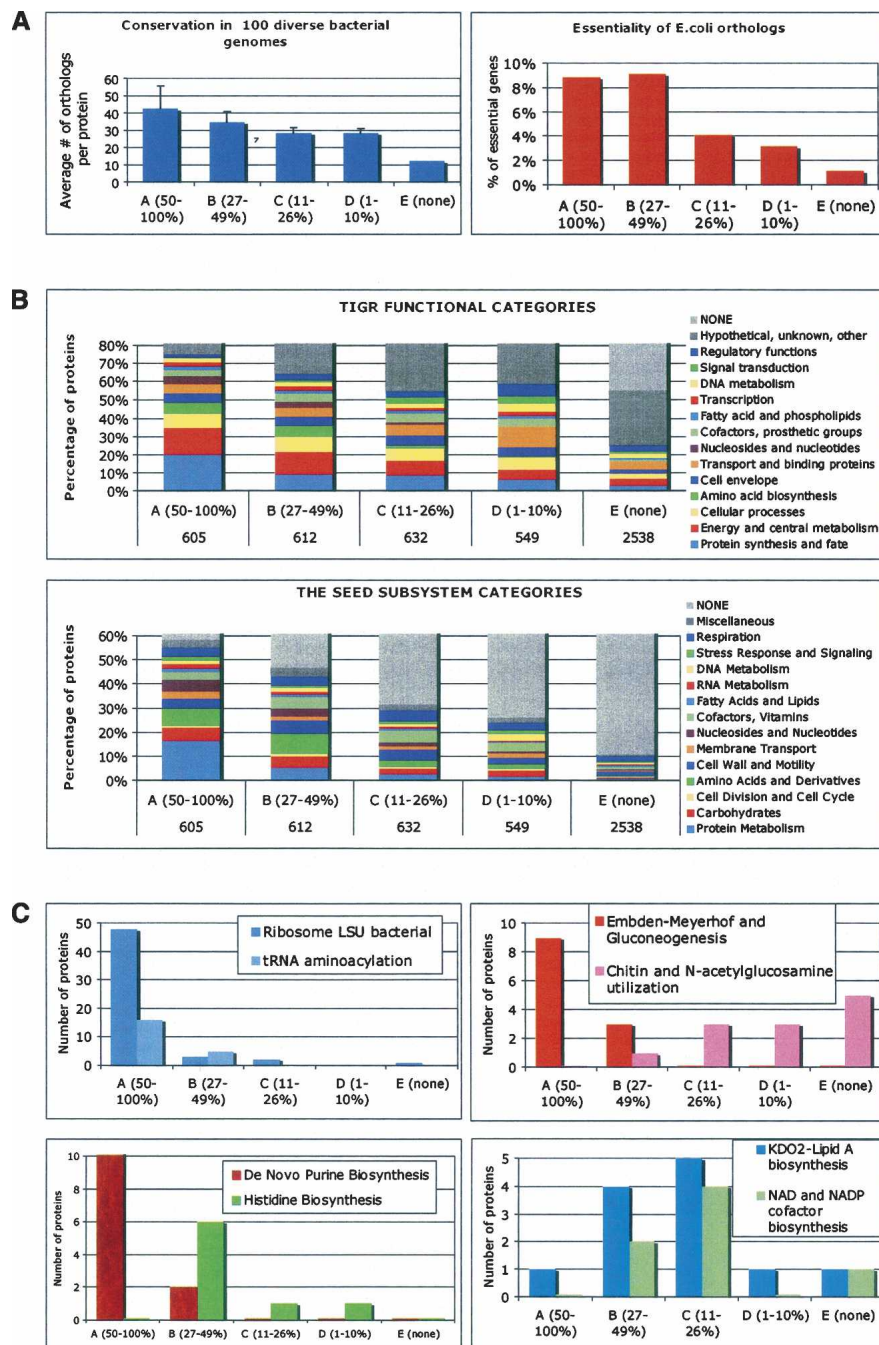 A
Conservation in 100 diverse bacterial
genomes
Average # of orthologs
per protein
60
50
40
30
20
10
0
7
A (50-
100%)
B (27-
49%)
C (11-
26%)
D (1-
10%)
E (none)
Essentiality of E.coli orthologs
% of essential genes
10%
8%
6%
4%
2%
0%
A (50-
100%)
B (27-
49%)
C (11-
26%)
D (1-
10%)
E (none)
B
TIGR FUNCTIONAL CATEGORIES
Percentage of proteins
80%
70%
60%
50%
40%
30%
20%
10%
0%
A (50-100%) B (27-49%) C (11-26%) D (1-10%) E (none)
605 612 632 549 2538
NONE
Hypothetical, unknown, other
Regulatory functions
Signal transduction
DNA metabolism
Transcription
Fatty acid and phospholipids
Cofactors, prosthetic groups
Nucleosides and nucleotides
Transport and binding proteins
Cell envelope
Amino acid biosynthesis
Cellular processes
Energy and central metabolism
Protein synthesis and fate
THE SEED SUBSYSTEM CATEGORIES
Percentage of proteins
60%
50%
40%
30%
20%
10%
0%
A (50-100%) B (27-49%) C (11-26%) D (1-10%) E (none)
605 612 632 549 2538
NONE
Miscellaneous
Respiration
Stress Response and Signaling
DNA Metabolism
RNA Metabolism
Fatty Acids and Lipids
Cofactors, Vitamins
Nucleosides and Nucleotides
Membrane Transport
Cell Wall and Motility
Amino Acids and Derivatives
Cell Division and Cell Cycle
Carbohydrates
Protein Metabolism
C
Number of proteins
50
40
30
20
10
0
Ribosome LSU bacterial
tRNA aminoacylation
A (50-
100%)
B (27-
49%)
C (11-
26%)
D (1-
10%)
E (none)
Number of proteins
10
8
6
4
2
0
Embden-Meyerhof and
Gluconeogenesis
Chitin and N-acetylglucosamine
utilization
A (50-
100%)
B (27-
49%)
C (11-
26%)
D (1-
10%)
E (none)
Number of proteins
10
8
6
4
2
0
De Novo Purine Biosynthesis
Histidine Biosynthesis
A (50-100%) B (27-49%) C (11-26%) D (1-10%) E (none)
Number of proteins
5
4
3
2
1
0
KDO2-Lipid A
biosynthesis
NAD and NADP
cofactor
biosynthesis
A (50-
100%)
B (27-
49%)
C (11-
26%)
D (1-10%)
E (none)